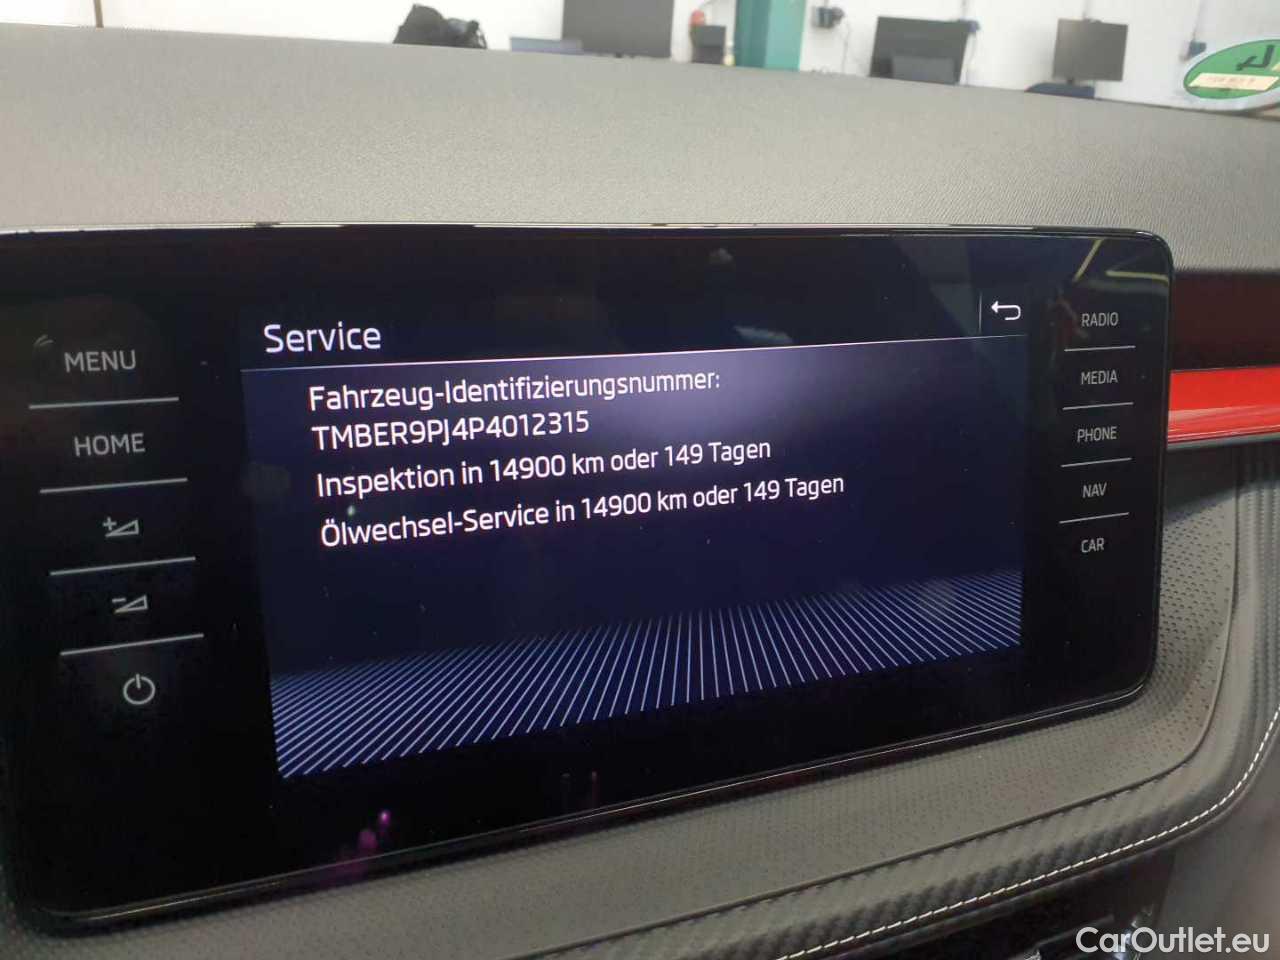 Service
Fahrzeug-Identifizierungsnummer:
TMBER9PJ4P4012315
Inspektion in 14900 km oder 149 Tagen
Ölwechsel-Service in 14900 km oder 149 Tagen
MENU
HOME
RADIO
MEDIA
PHONE
NAV
CAR
CarOutlet.eu